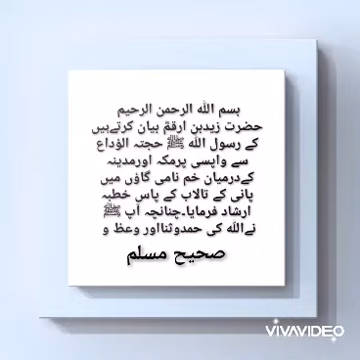 بسم اللہ الرحمن الرحیم
حضرت زیدبن ارقمؓ بیان کرتےہیں
کے رسول اللہ ﷺ حجتہ الؤداع
سے واپسی پرمکہ اورمدینہ
کےدرمیان خم نامی گاؤں میں
پانی کے تالاب کے پاس خطبہ
ارشاد فرمایا۔چنانچہ آپ ﷺ
نےاللہ کی حمدوثنااور وعظ و
صحیح مسلم
VIVAVIDEO